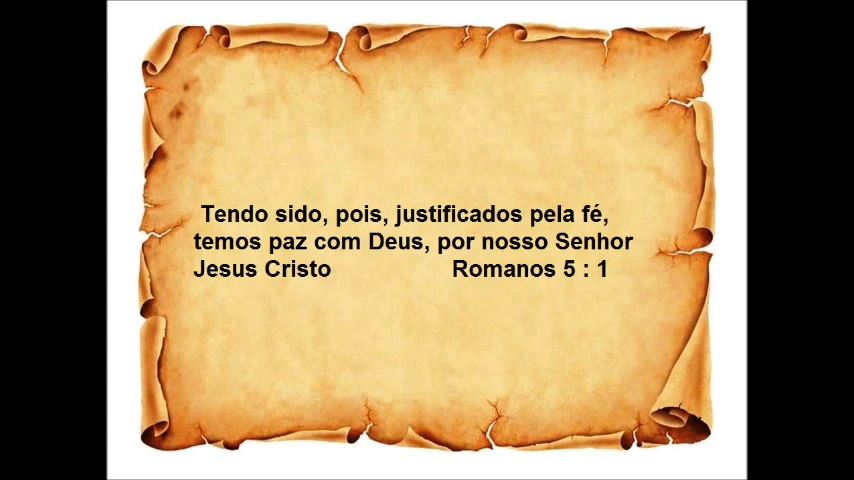 Tendo sido, pois, justificados pela fé,
temos paz com Deus, por nosso Senhor
Jesus Cristo Romanos 5 : 1